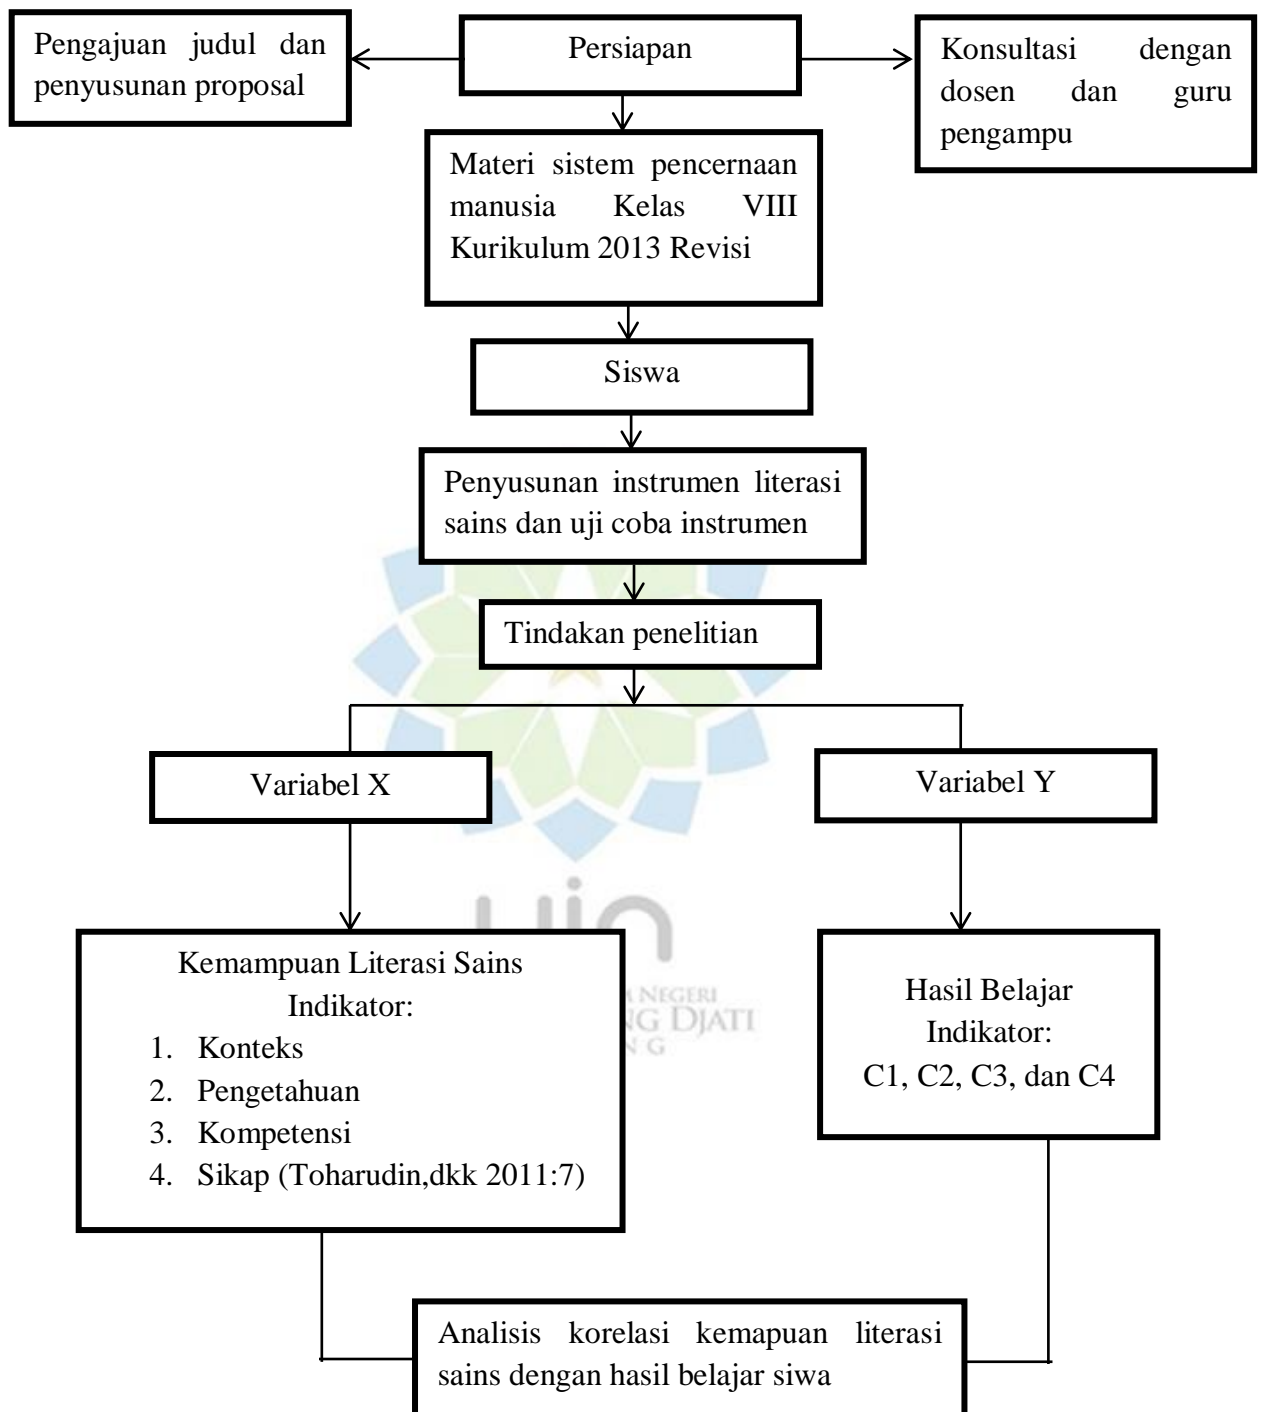 Pengajuan judul dan
penyusunan proposal
Persiapan
Konsultasi dengan
dosen dan guru
pengampu
Materi sistem pencernaan
manusia Kelas VIII
Kurikulum 2013 Revisi
Siswa
Penyusunan instrumen literasi
sains dan uji coba instrumen
Tindakan penelitian
Variabel X
Variabel Y
uin
NEGERI
DJATI
Kemampuan Literasi Sains
Indikator:
1. Konteks
2. Pengetahuan
3. Kompetensi
4. Sikap (Toharudin,dkk 2011:7)
Hasil Belajar
Indikator:
C1, C2, C3, dan C4
Analisis korelasi kemapuan literasi
sains dengan hasil belajar siwa